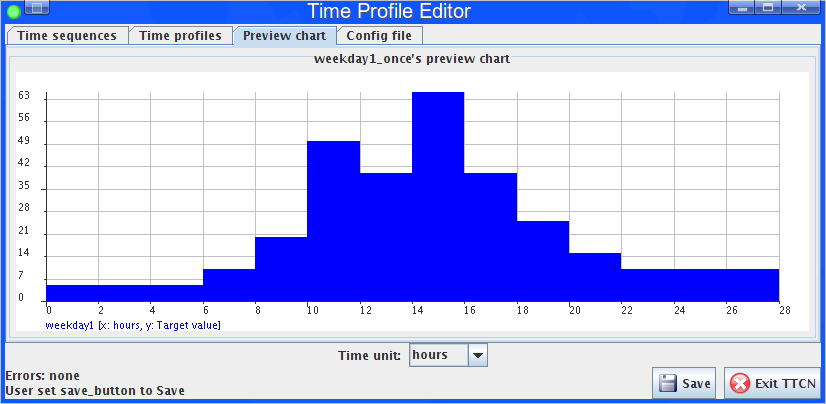 Time Profile Editor
Time sequences Time profiles Preview chart Config file
weekday1_once's preview chart
63
56
49
42
35
28
21
14
7
0
0 2 4 6 8 10 12 14 16 18 20 22 24 26 28
weekday1 [x: hours, y: Target value]
Time unit: hours
Errors: none
User set save_button to Save
Save Exit TTCN